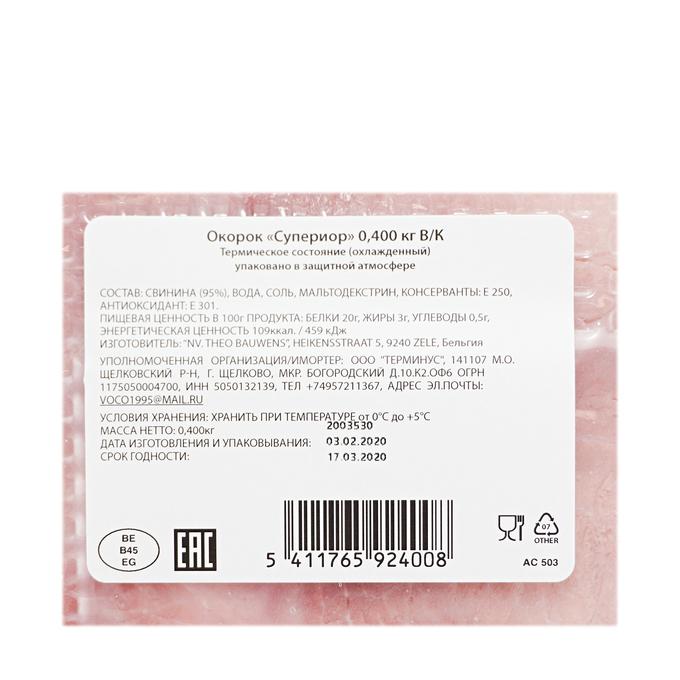 Окорок «Супериор» 0,400 кг В/К
Термическое состояние (охлажденный)
упаковано в защитной атмосфере
СОСТАВ: СВИНИНА (95%), ВОДА, СОЛЬ, МАЛЬТОДЕКСТРИН, КОНСЕРВАНТЫ: Е 250,
АНТИОКСИДАНТ: Е 301.
ПИЩЕВАЯ ЦЕННОСТЬ В 100г ПРОДУКТА: БЕЛКИ 20г, ЖИРЫ 3г, УГЛЕВОДЫ 0,5г,
ЭНЕРГЕТИЧЕСКАЯ ЦЕННОСТЬ 109ккал. / 459 кДж
ИЗГОТОВИТЕЛЬ: "NV. THEO BAUWENS", HEIKENSSTRAAT 5, 9240 ZELE, Бельгия
УПОЛНОМОЧЕННАЯ ОРГАНИЗАЦИЯ/ИМОРТЕР: ООО "ТЕРМИНУС", 141107 М.О.
ЩЕЛКОВСКИЙ Р-Н, Г. ЩЕЛКОВО, МКР. БОГОРОДСКИЙ Д.10.К2.ОФ6 ОГРН
1175050004700, ИНН 5050132139, ТЕЛ +74957211367, АДРЕС ЭЛ.ПОЧТЫ:
VOCO1995@MAIL.RU
УСЛОВИЯ ХРАНЕНИЯ: ХРАНИТЬ ПРИ ТЕМПЕРАТУРЕ от 0°С до +5°С
МАССА НЕТТО: 0,400кг 2003530
ДАТА ИЗГОТОВЛЕНИЯ И УПАКОВЫВАНИЯ: 03.02.2020
СРОК ГОДНОСТИ: 17.03.2020
BE
B45
EG
EAC
5 411765 924008
07
OTHER
AC 503